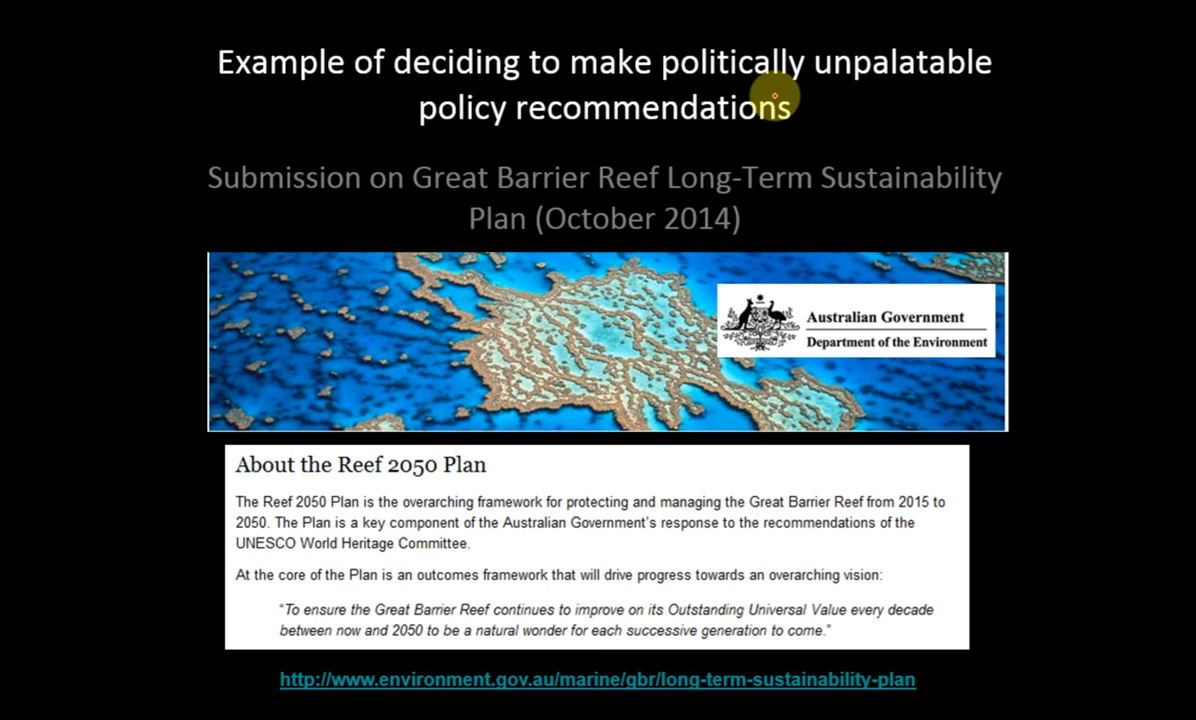 Example of deciding to make politically unpalatable
policy recommendations
Submission on Great Barrier Reef Long-Term Sustainability
Plan (October 2014)
Australian Government
Department of the Environment
About the Reef 2050 Plan
The Reef 2050 Plan is the overarching framework for protecting and managing the Great Barrier Reef from 2015 to
2050. The Plan is a key component of the Australian Government's response to the recommendations of the
UNESCO World Heritage Committee.
At the core of the Plan is an outcomes framework that will drive progress towards an overarching vision:
"To ensure the Great Barrier Reef continues to improve on its Outstanding Universal Value every decade
between now and 2050 to be a natural wonder for each successive generation to come."
http://www.environment.gov.au/marine/gbr/long-term-sustainability-plan